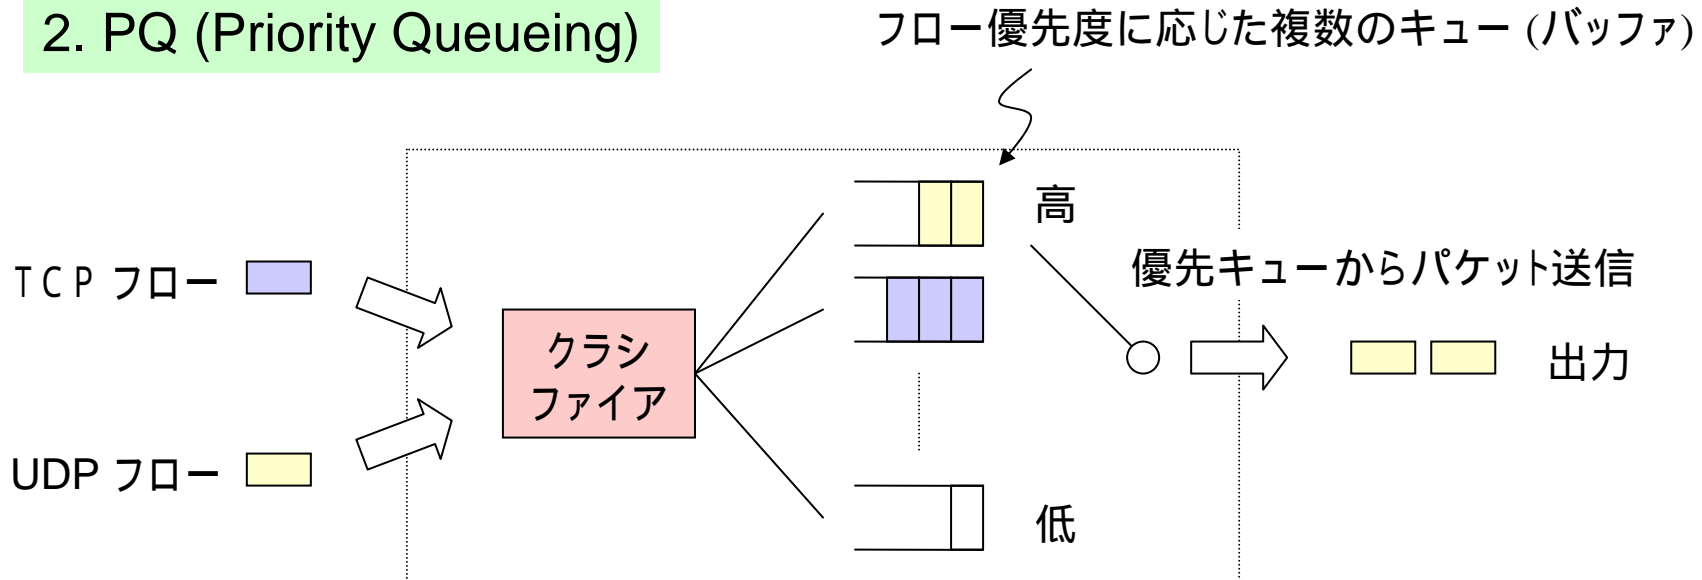 2. PQ (Priority Queueing)
フロー優先度に応じた複数のキュー (バッファ)
高
優先キューからパケット送信
TCP フロー
クラシ
ファイア
出力
UDP フロー
低